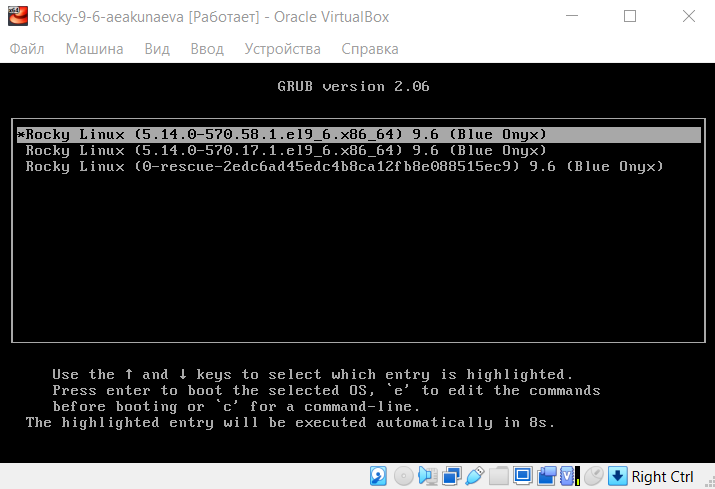 Rocky-9-6-aeakunaeva [Работает] - Oracle VirtualBox
Файл Машина Вид Ввод Устройства Справка
GRUB version 2.06
*Rocky Linux (5.14.0-570.58.1.el9_6.x86_64) 9.6 (Blue Onyx)
Rocky Linux (5.14.0-570.17.1.el9_6.x86_64) 9.6 (Blue Onyx)
Rocky Linux (0-rescue-2edc6ad45edc4b8ca12fb8e088515ec9) 9.6 (Blue Onyx)
Use the ↑ and ↓ keys to select which entry is highlighted.
Press enter to boot the selected OS, `e' to edit the commands
before booting or `c' for a command-line.
The highlighted entry will be executed automatically in 8s.
Right Ctrl